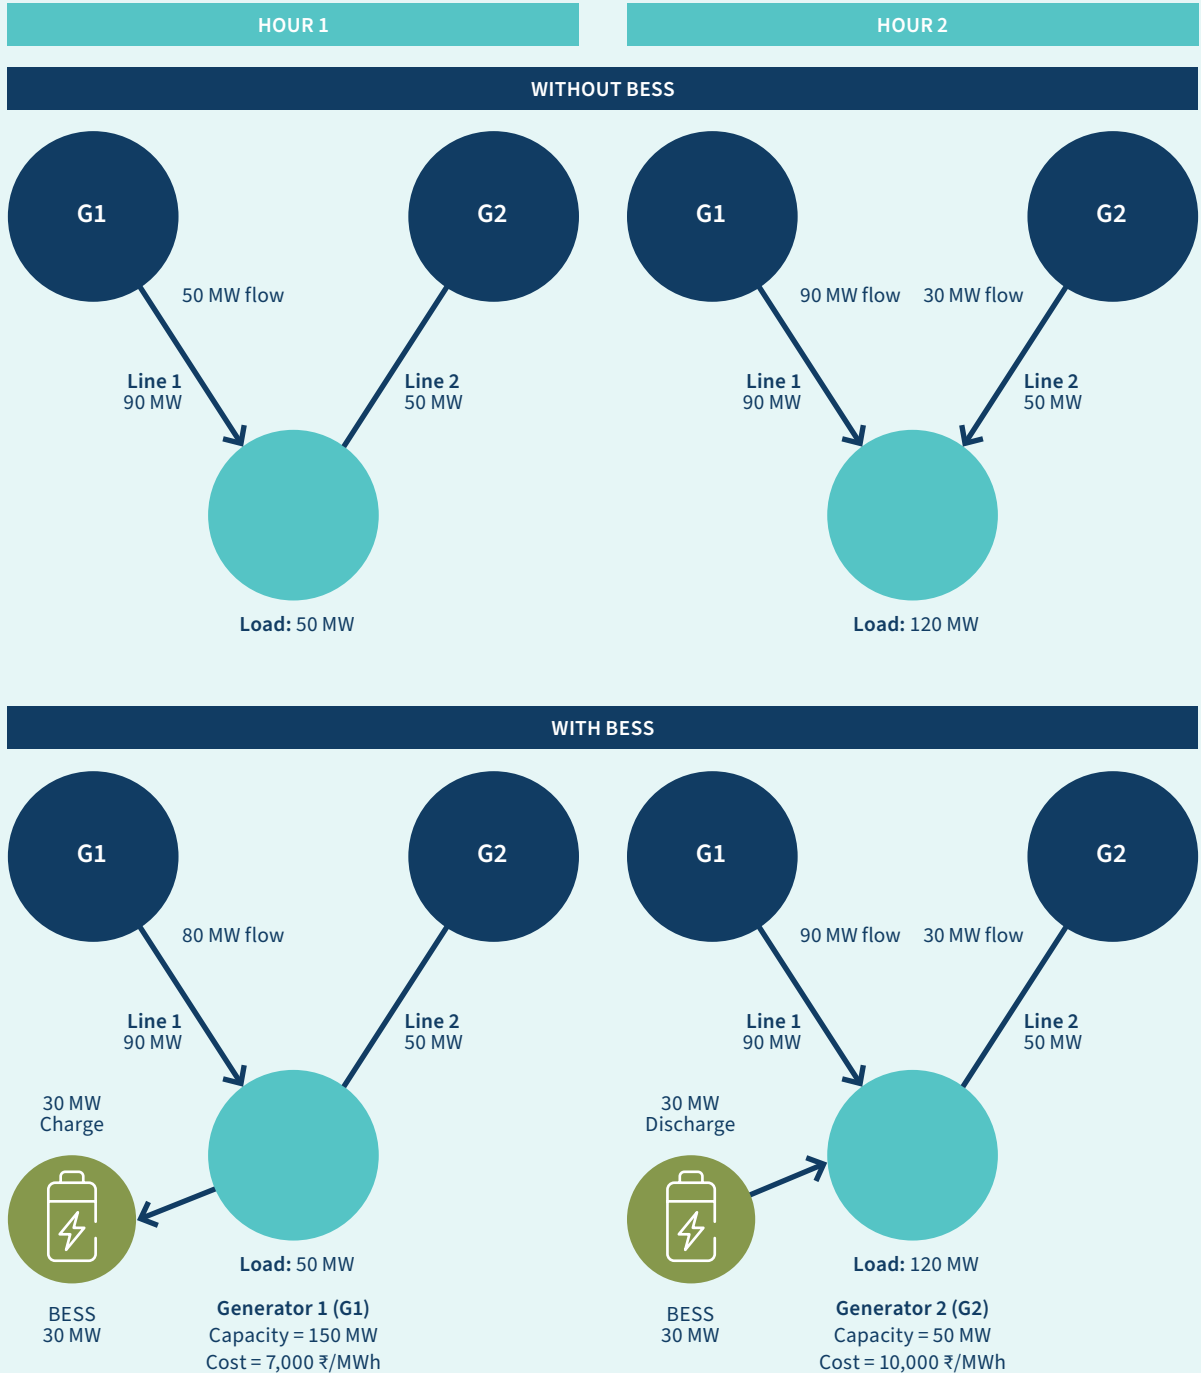 HOUR 1
HOUR 2
WITHOUT BESS
G1
G2
50 MW flow
Line 1
90 MW
Line 2
50 MW
Load: 50 MW
G1
G2
90 MW flow
30 MW flow
Line 1
90 MW
Line 2
50 MW
Load: 120 MW
WITH BESS
G1
G2
80 MW flow
Line 1
90 MW
Line 2
50 MW
30 MW
Charge
BESS
30 MW
Load: 50 MW
Generator 1 (G1)
Capacity = 150 MW
Cost = 7,000 ₹/MWh
G1
G2
90 MW flow
30 MW flow
Line 1
90 MW
Line 2
50 MW
30 MW
Discharge
BESS
30 MW
Load: 120 MW
Generator 2 (G2)
Capacity = 50 MW
Cost = 10,000 ₹/MWh